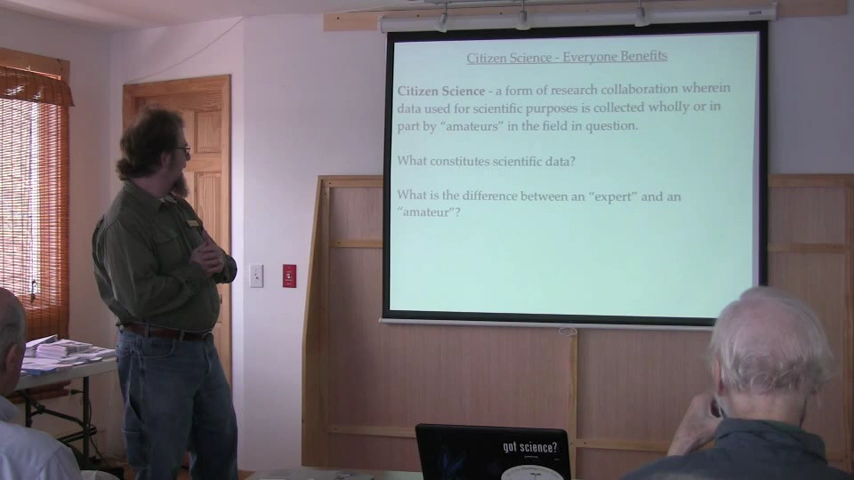 Citizen Science - Everyone Benefits
Citizen Science - a form of research collaboration wherein
data used for scientific purposes is collected wholly or in
part by "amateurs" in the field in question.
What constitutes scientific data?
What is the difference between an "expert" and an
"amateur"?
got science?